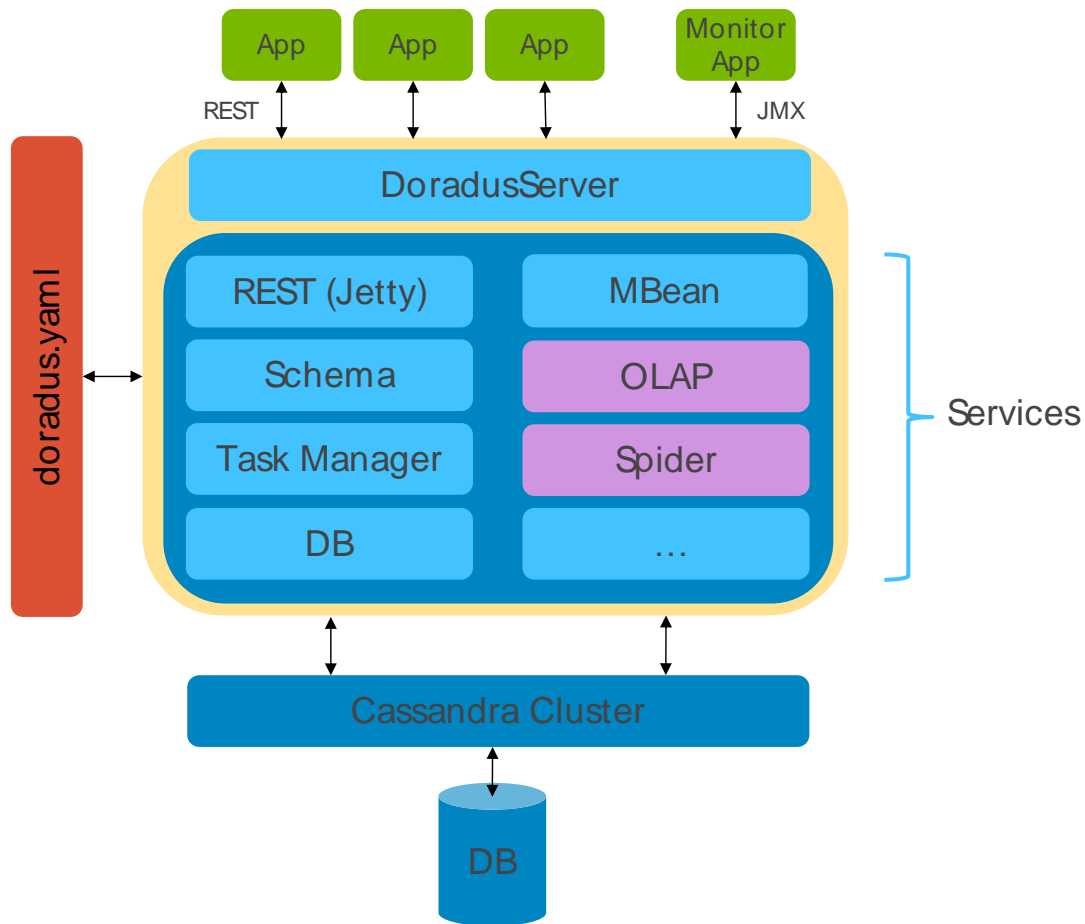 App
App
App
Monitor
App
REST
JMX
DoradusServer
doradus.yaml
REST (Jetty)
MBean
Schema
OLAP
Services
Task Manager
Spider
DB
...
Cassandra Cluster
DB